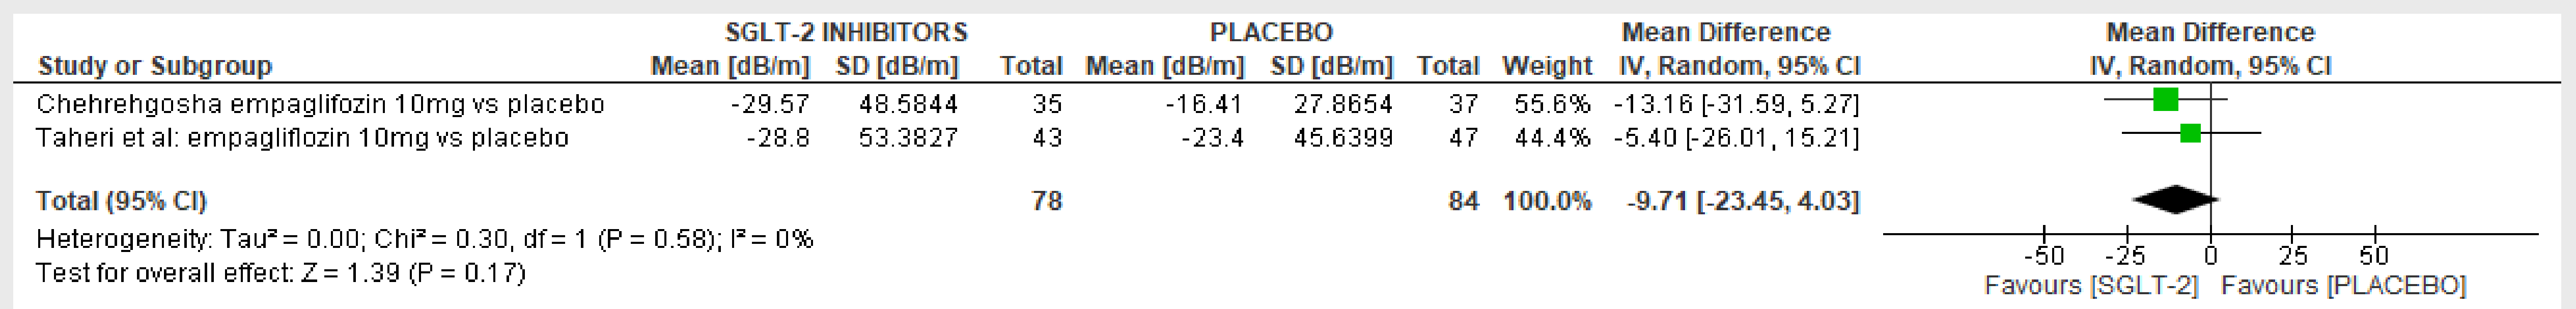 SGLT-2 INHIBITORS PLACEBO Mean Difference Mean Difference
Study or Subgroup Mean [dB/m] SD [dB/m] Total Mean [dB/m] SD [dB/m] Total Weight IV, Random, 95% CI IV, Random, 95% CI
Chehrehgosha empaglifozin 10mg vs placebo -29.57 48.5844 35 -16.41 27.8654 37 55.6% -13.16 [-31.59, 5.27]
Taheri et al: empagliflozin 10mg vs placebo -28.8 53.3827 43 -23.4 45.6399 47 44.4% -5.40 [-26.01, 15.21]
Total (95% CI) 78 84 100.0% -9.71 [-23.45, 4.03]
Heterogeneity: Tau² = 0.00; Chi² = 0.30, df = 1 (P = 0.58); I² = 0%
Test for overall effect: Z = 1.39 (P = 0.17)
-50 -25 0 25 50
Favours [SGLT-2] Favours [PLACEBO]